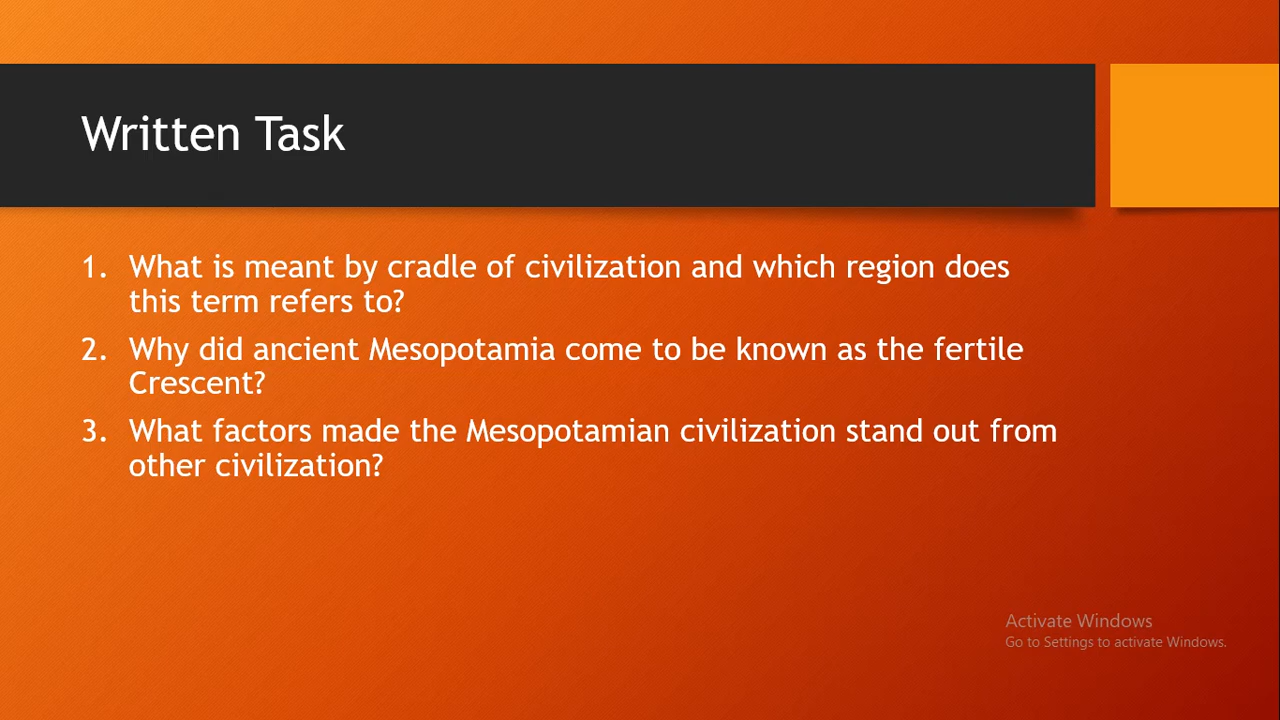 Written Task
1. What is meant by cradle of civilization and which region does
this term refers to?
2. Why did ancient Mesopotamia come to be known as the fertile
Crescent?
3. What factors made the Mesopotamian civilization stand out from
other civilization?
Activate Windows
Go to Settings to activate Windows.